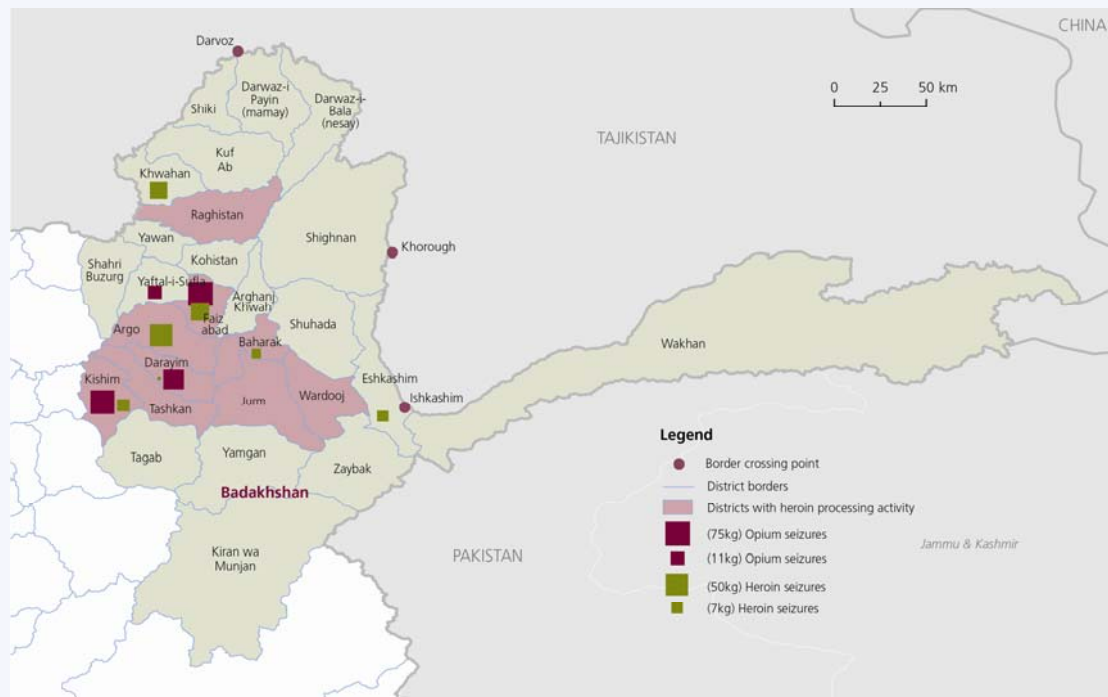 CHINA
Darvoz
Darwaz-i
Payin
(mamay)
Darwaz-i-
Bala
(nesay)
Shiki
0 25 50 km
TAJIKISTAN
Kuf
Ab
Khwahan
Raghistan
Yawan
Shighnan
Khorough
Kohistan
Shahri
Buzurg
Yaftal-i-Sufla
Arghanj
Khwah
Faiz
abad
Shuhada
Argo
Baharak
Wakhan
Darayim
Kishim
Eshkashim
Ishkashim
Wardooj
Jurm
Tashkan
Tagab
Yamgan
Zaybak
Badakhshan
Kiran wa
Munjan
PAKISTAN
Jammu & Kashmir
Legend
Border crossing point
District borders
Districts with heroin processing activity
(75kg) Opium seizures
(11kg) Opium seizures
(50kg) Heroin seizures
(7kg) Heroin seizures